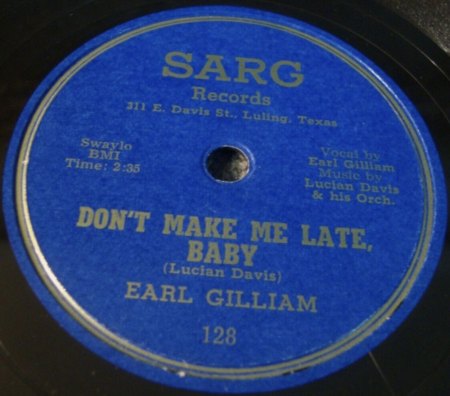 SARG
Records
311 E. Davis St., Luling, Texas
Swaylo
BMI
Time: 2:35
Vocal by
Earl Gilliam
Music by
Lucian Davis
& his Orch.
DON'T MAKE ME LATE,
BABY
(Lucian Davis)
EARL GILLIAM
128